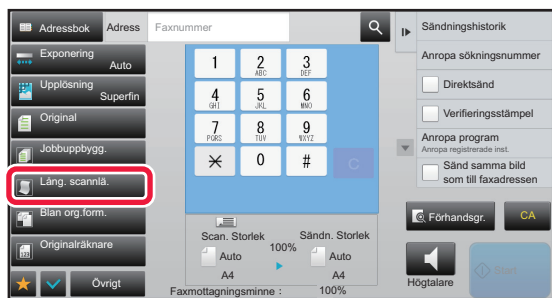 Adressbok
Adress
Faxnummer
Exponering
Auto
Upplösning
Superfin
Original
Jobbuppbygg.
Lång. scannlä.
Blan org.form.
Originalräknare
Övrigt
1
2
ABC
3
DEF
4
GHI
5
JKL
6
MNO
7
PQRS
8
TUV
9
WXYZ
0
#
C
Scan. Storlek
100%
Sändn. Storlek
Auto
A4
Auto
A4
Faxmottagningsminne : 100%
Sändningshistorik
Anropa sökningsnummer
Direktsänd
Verifieringsstämpel
Anropa program
Anropa registrerade inst.
Sänd samma bild
som till faxadressen
Förhandsgr.
CA
Högtalare
Start